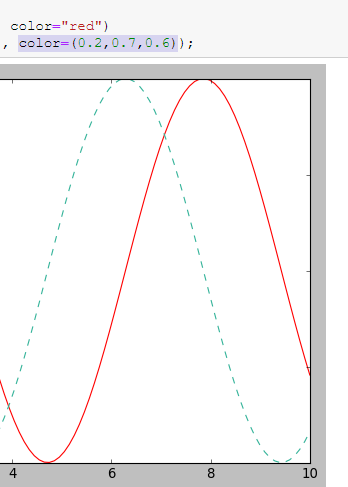 color="red")
, color=(0.2,0.7,0.6));
4 6 8 10